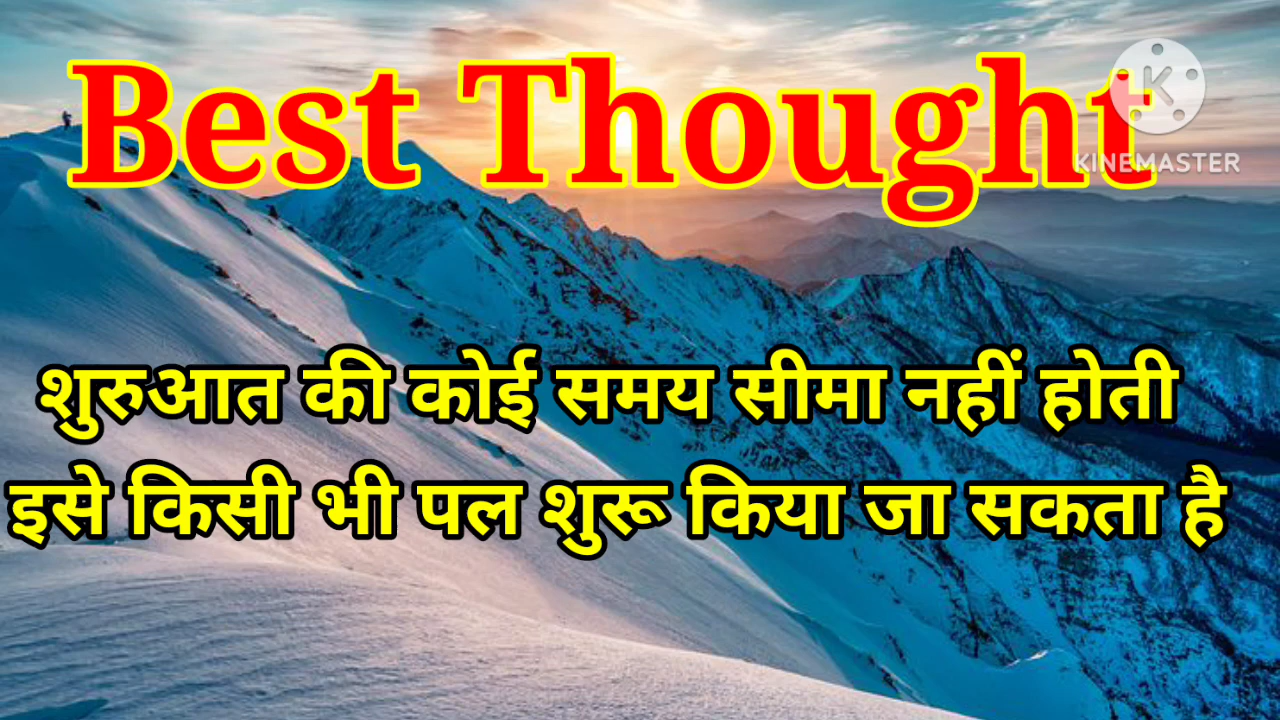 Best Thought
KINEMASTER
शुरुआत की कोई समय सीमा नहीं होती
इसे किसी भी पल शुरू किया जा सकता है